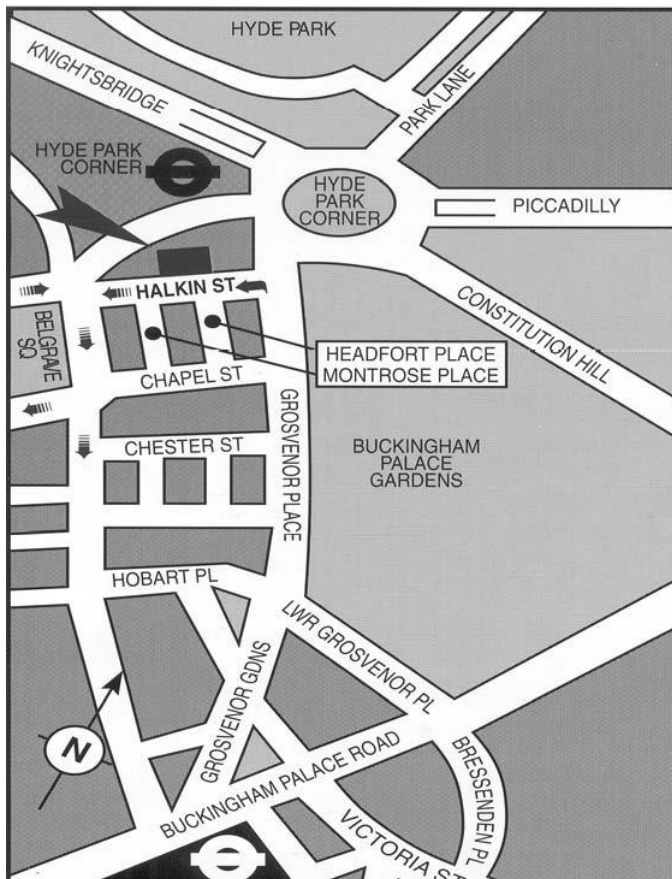 HYDE PARK
KNIGHTSBRIDGE
PARK LANE
HYDE PARK
CORNER
HYDE
PARK
CORNER
PICCADILLY
HALKIN ST
CONSTITUTION HILL
BELGRAVE
SQ
HEADFORT PLACE
MONTROSE PLACE
CHAPEL ST
GROSVENOR PLACE
CHESTER ST
BUCKINGHAM
PALACE
GARDENS
HOBART PL
LWR GROSVENOR PL
GROSVENOR GDNS
N
BUCKINGHAM PALACE ROAD
BRESSENDEN PL
VICTORIA ST